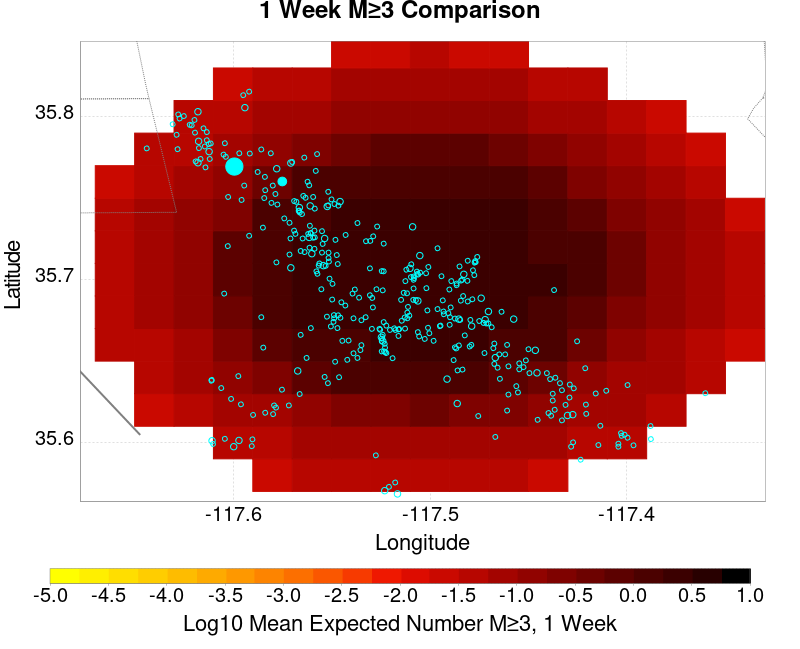 1 Week M≥3 Comparison
35.8
35.7
35.6
Latitude
-117.6 -117.5 -117.4
Longitude
-5.0 -4.5 -4.0 -3.5 -3.0 -2.5 -2.0 -1.5 -1.0 -0.5 0.0 0.5 1.0
Log10 Mean Expected Number M≥3, 1 Week